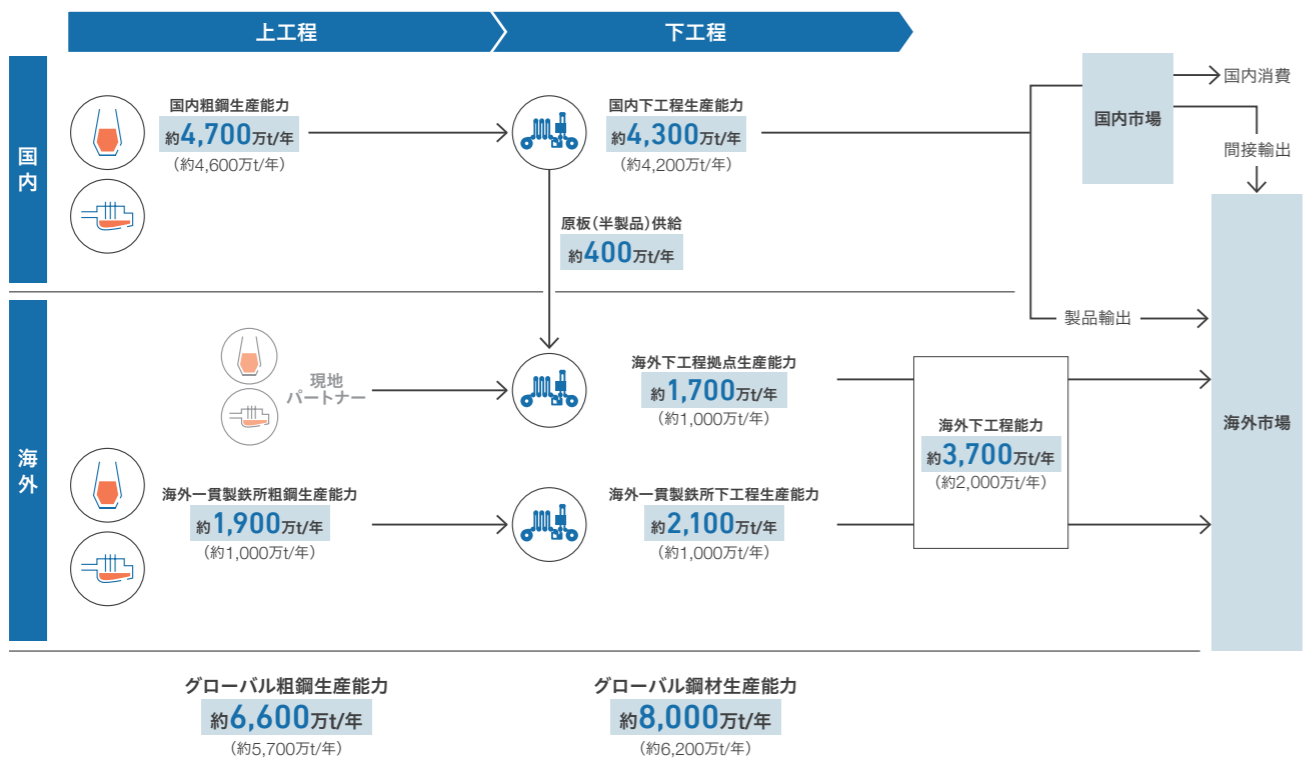 上工程
下工程
国内
国内粗鋼生産能力
約4,700万t/年
（約4,600万t/年）
国内下工程生産能力
約4,300万t/年
（約4,200万t/年）
国内市場
国内消費
間接輸出
原板（半製品）供給
約400万t/年
製品輸出
海外
現地
パートナー
海外下工程拠点生産能力
約1,700万t/年
（約1,000万t/年）
海外一貫製鉄所粗鋼生産能力
約1,900万t/年
（約1,000万t/年）
海外一貫製鉄所下工程生産能力
約2,100万t/年
（約1,000万t/年）
海外下工程能力
約3,700万t/年
（約2,000万t/年）
海外市場
グローバル粗鋼生産能力
約6,600万t/年
（約5,700万t/年）
グローバル鋼材生産能力
約8,000万t/年
（約6,200万t/年）